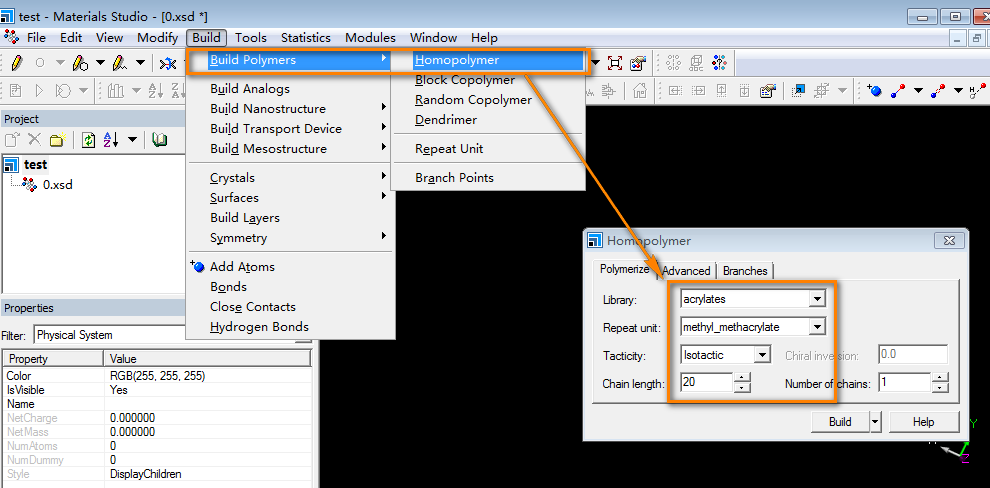 test - Materials Studio - [0.xsd *]
File Edit View Modify Build Tools Statistics Modules Window Help
Build Polymers
Build Analogs
Build Nanostructure
Build Transport Device
Build Mesostructure
Crystals
Surfaces
Build Layers
Symmetry
Add Atoms
Bonds
Close Contacts
Hydrogen Bonds
Homopolymer
Block Copolymer
Random Copolymer
Dendrimer
Repeat Unit
Branch Points
Project
test
0.xsd
Properties
Filter: Physical System
Property Value
Color RGB(255, 255, 255)
IsVisible Yes
Name
NetCharge 0.000000
NetMass 0.000000
NumAtoms 0
NumDummy 0
Style DisplayChildren
Homopolymer
Polymerize Advanced Branches
Library: acrylates
Repeat unit: methyl_methacrylate
Tacticity: Isotactic Chiral inversion: 0.0
Chain length: 20 Number of chains: 1
Build Help
Y
Z